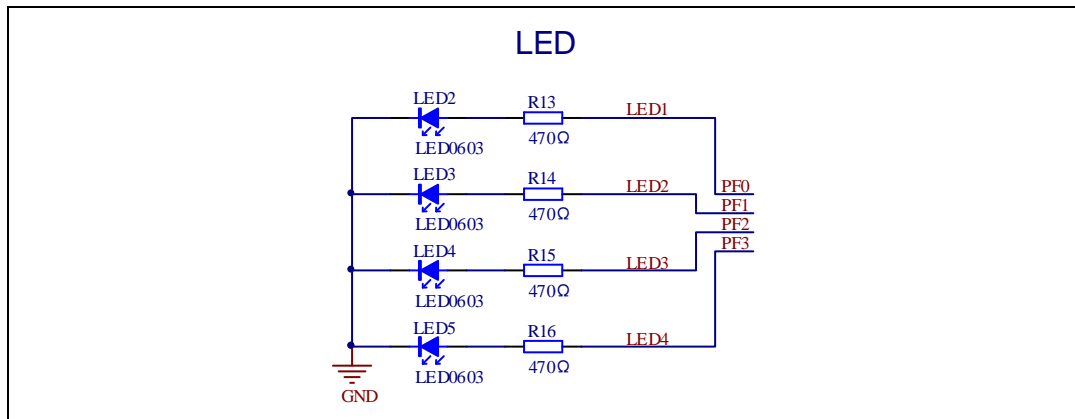 LED
LED2
R13
LED1
LED0603
470Ω
LED3
R14
LED2
PF0
LED0603
470Ω
PF1
PF2
LED4
R15
LED3
PF3
LED0603
470Ω
LED5
R16
LED4
LED0603
470Ω
GND